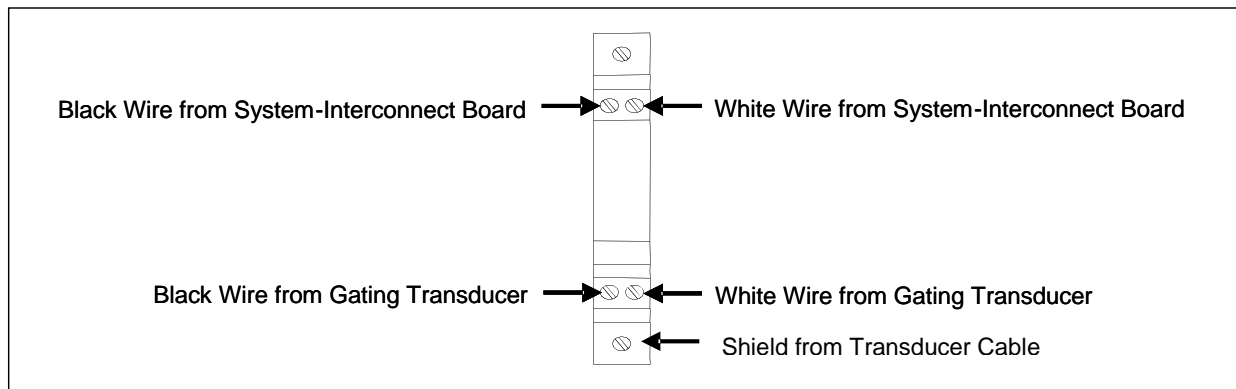 Black Wire from System-Interconnect Board
White Wire from System-Interconnect Board
Black Wire from Gating Transducer
White Wire from Gating Transducer
Shield from Transducer Cable